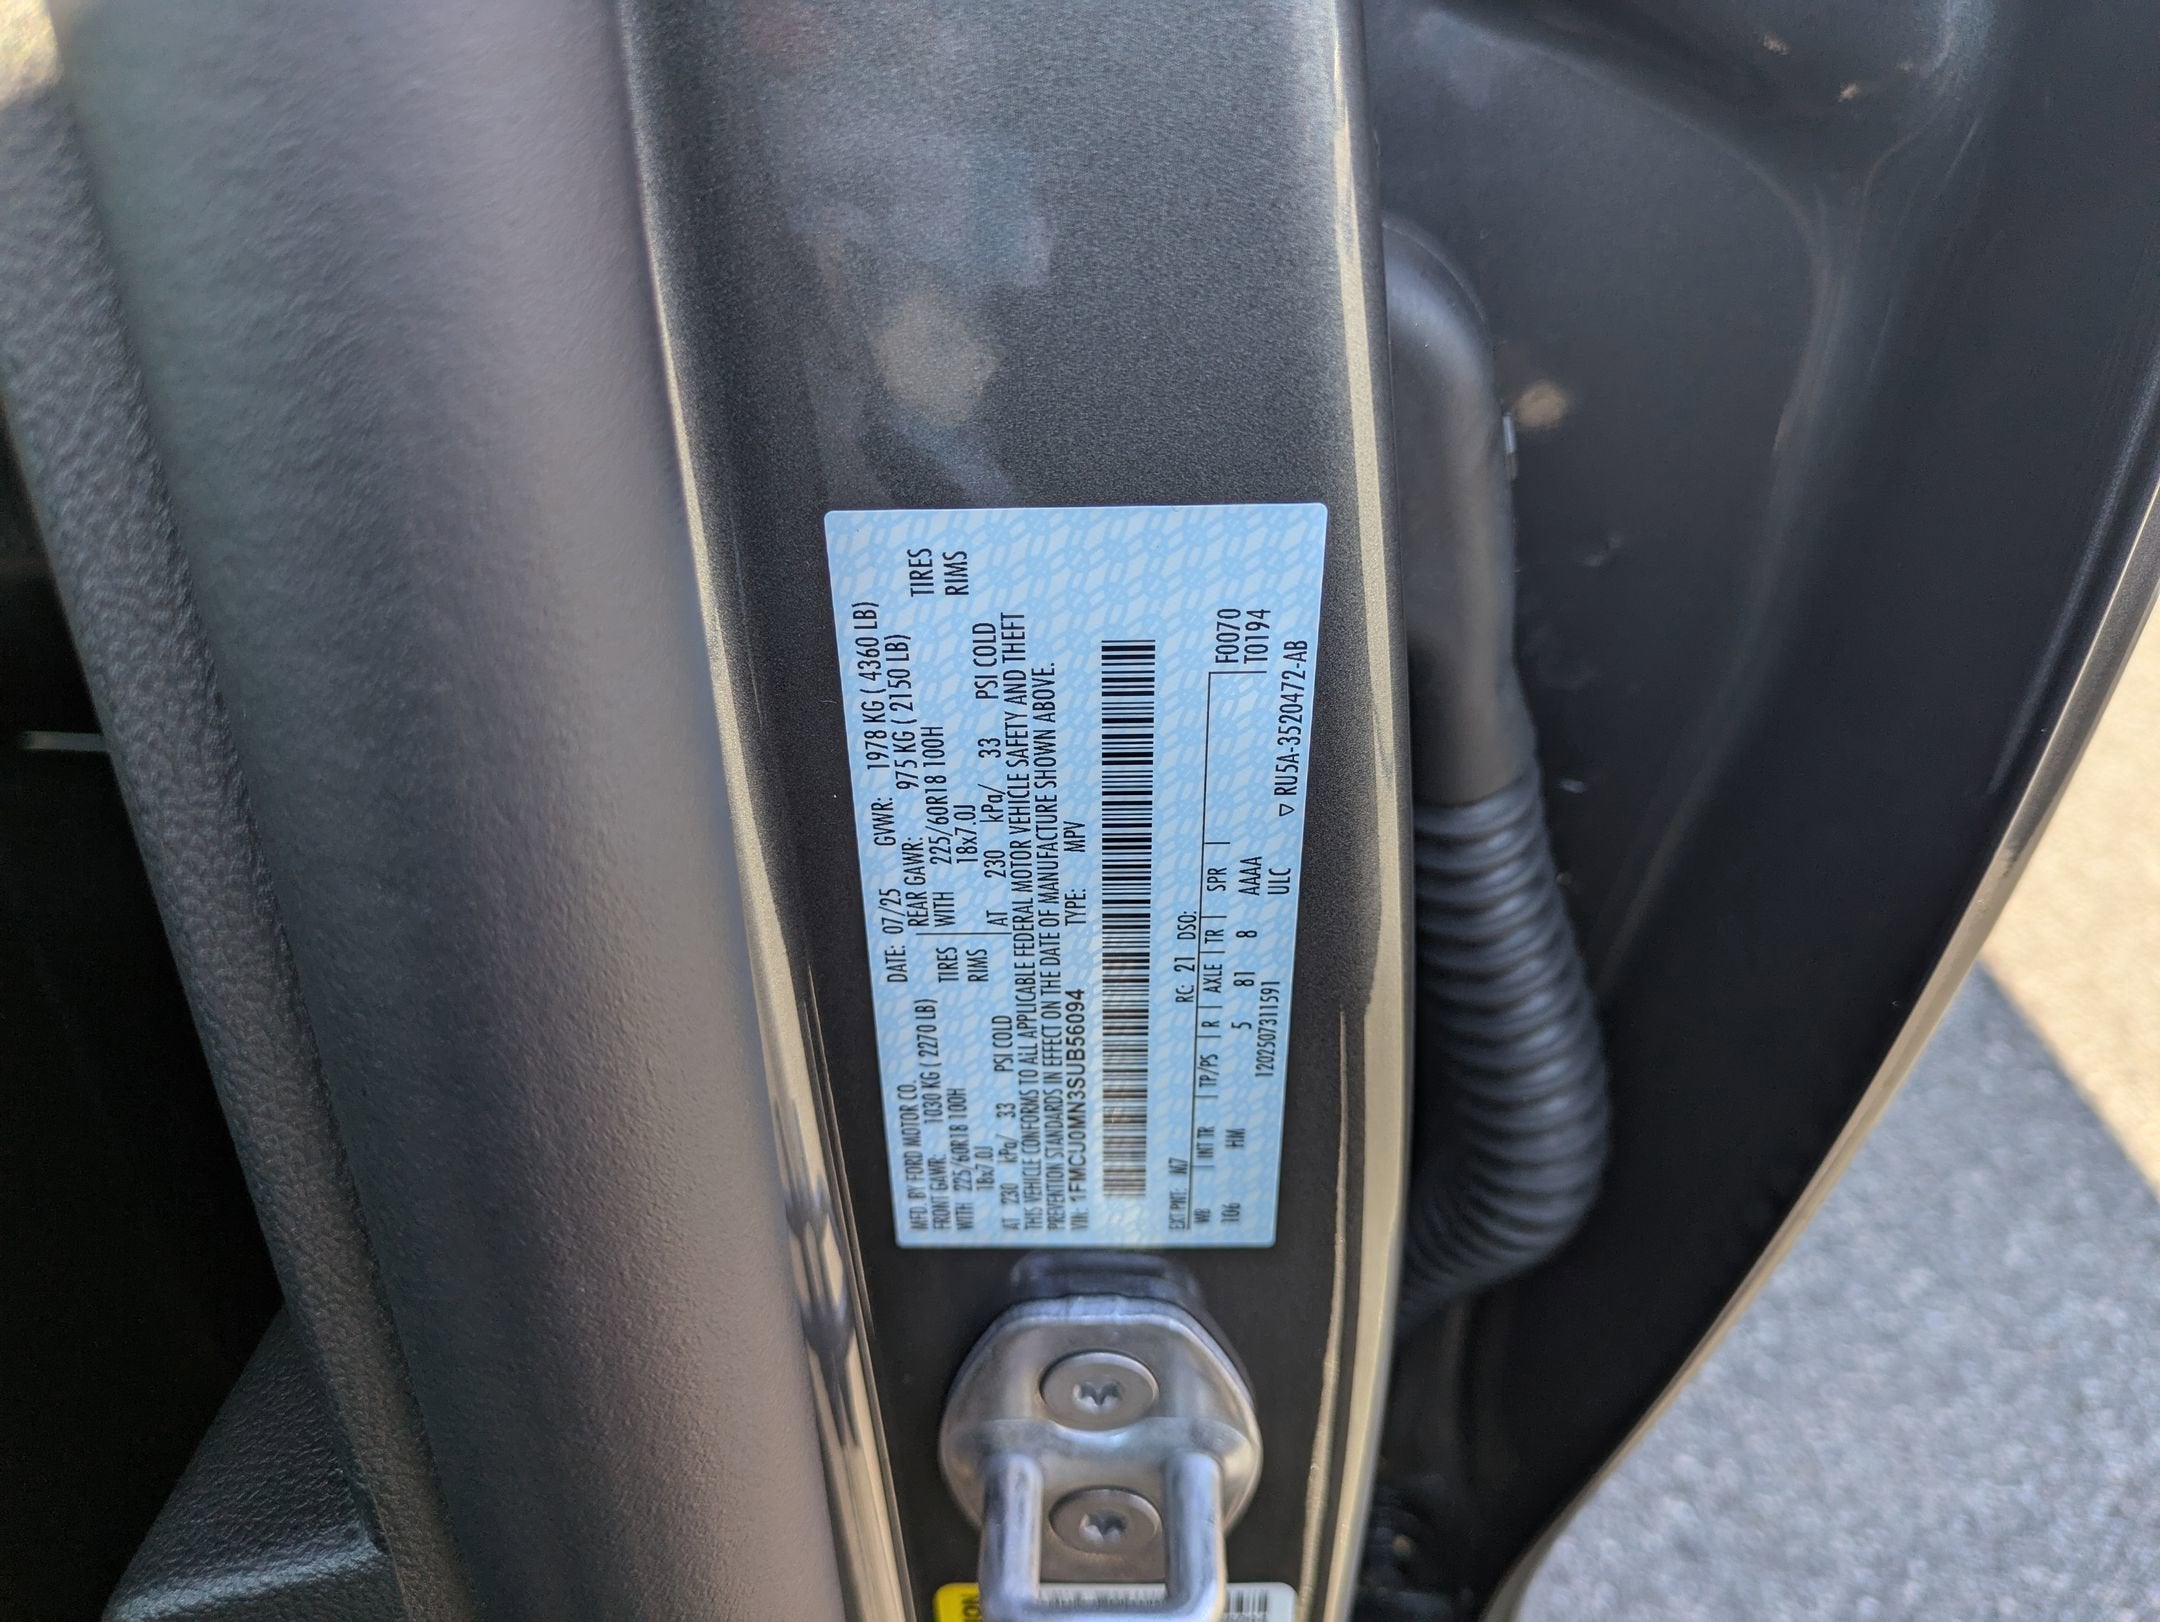 MFD. BY FORD MOTOR CO. DATE: 07/25 GVWR: 1978 KG ( 4360 LB)
FRONT GAWR: 1030 KG ( 2270 LB) REAR GAWR: 975 KG ( 2150 LB)
WITH 225/60R18 100H TIRES WITH 225/60R18 100H TIRES
18x7.0J RIMS 18x7.0J RIMS
AT 230 kPa/ 33 PSI COLD AT 230 kPa/ 33 PSI COLD
THIS VEHICLE CONFORMS TO ALL APPLICABLE FEDERAL MOTOR VEHICLE SAFETY AND THEFT
PREVENTION STANDARDS IN EFFECT ON THE DATE OF MANUFACTURE SHOWN ABOVE.
VIN: 1FMCU0MN3SUB56094 TYPE: MPV
EXT PNT: M7 RC: 21 DSO: F0070
WB | INT TR | TP/PS | R | AXLE | TR | SPR | T0194
106 HM 5 81 8 AAAA
1202507311591 ULC ▽ RU5A-3520472-AB